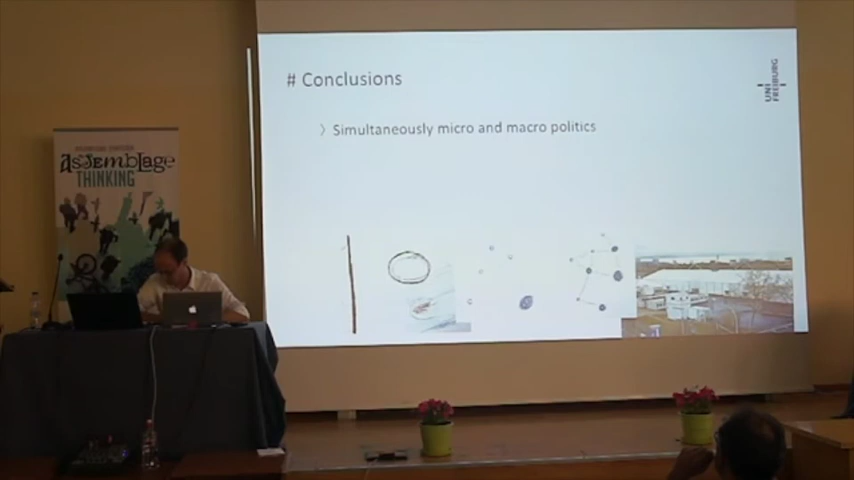 # Conclusions
〉 Simultaneously micro and macro politics
UNI
FREIBURG
assemblage
THINKING